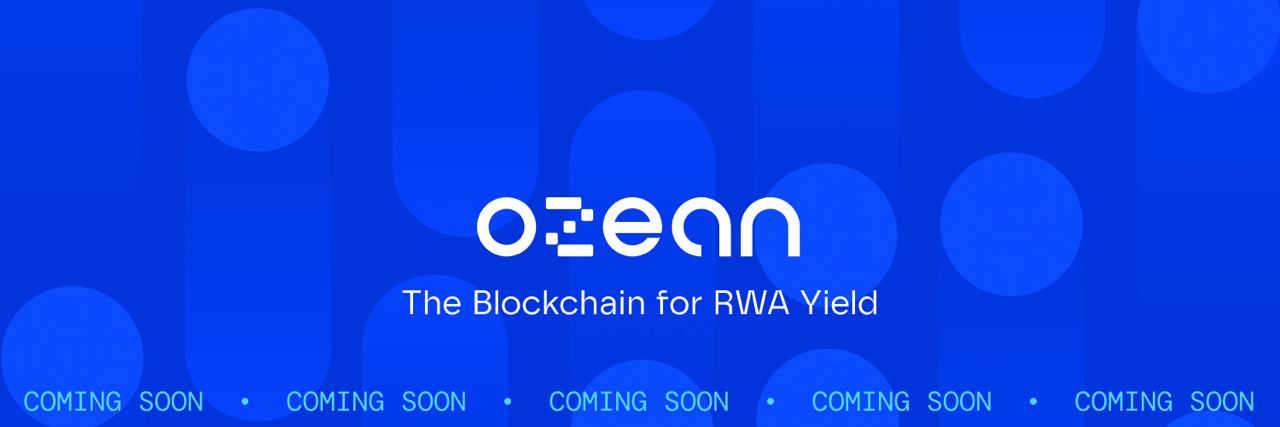 ozean
The Blockchain for RWA Yield
COMING SOON • COMING SOON • COMING SOON • COMING SOON • COMING SOON